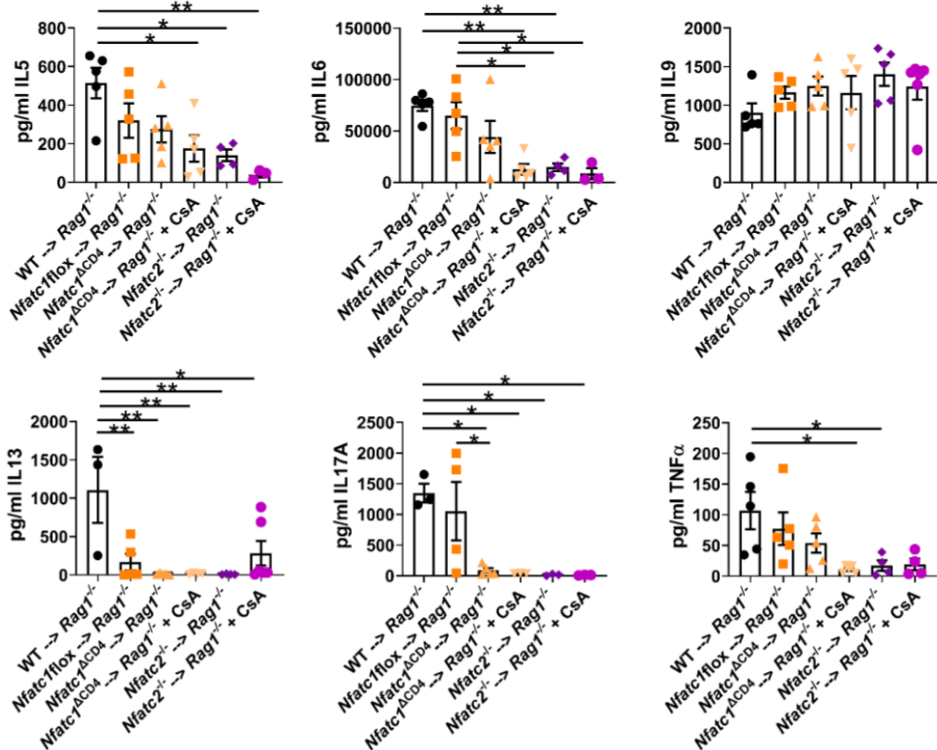 **
*
*
800
600
400
200
0
pg/ml IL5
WT --> Rag1-/-
Nfatc1flox --> Rag1-/-
Nfatc1ΔCD4 --> Rag1-/-
Nfatc1ΔCD4 --> Rag1-/- + CsA
Nfatc2-/- --> Rag1-/-
Nfatc2-/- --> Rag1-/- + CsA
**
**
*
*
*
150000
100000
50000
0
pg/ml IL6
WT --> Rag1-/-
Nfatc1flox --> Rag1-/-
Nfatc1ΔCD4 --> Rag1-/-
Nfatc1ΔCD4 --> Rag1-/- + CsA
Nfatc2-/- --> Rag1-/-
Nfatc2-/- --> Rag1-/- + CsA
2000
1500
1000
500
0
pg/ml IL9
WT --> Rag1-/-
Nfatc1flox --> Rag1-/-
Nfatc1ΔCD4 --> Rag1-/-
Nfatc1ΔCD4 --> Rag1-/- + CsA
Nfatc2-/- --> Rag1-/-
Nfatc2-/- --> Rag1-/- + CsA
*
**
**
**
**
2000
1500
1000
500
0
pg/ml IL13
WT --> Rag1-/-
Nfatc1flox --> Rag1-/-
Nfatc1ΔCD4 --> Rag1-/-
Nfatc1ΔCD4 --> Rag1-/- + CsA
Nfatc2-/- --> Rag1-/-
Nfatc2-/- --> Rag1-/- + CsA
*
*
*
*
*
2500
2000
1500
1000
500
0
pg/ml IL17A
WT --> Rag1-/-
Nfatc1flox --> Rag1-/-
Nfatc1ΔCD4 --> Rag1-/-
Nfatc1ΔCD4 --> Rag1-/- + CsA
Nfatc2-/- --> Rag1-/-
Nfatc2-/- --> Rag1-/- + CsA
*
*
250
200
150
100
50
0
pg/ml TNFα
WT --> Rag1-/-
Nfatc1flox --> Rag1-/-
Nfatc1ΔCD4 --> Rag1-/-
Nfatc1ΔCD4 --> Rag1-/- + CsA
Nfatc2-/- --> Rag1-/-
Nfatc2-/- --> Rag1-/- + CsA